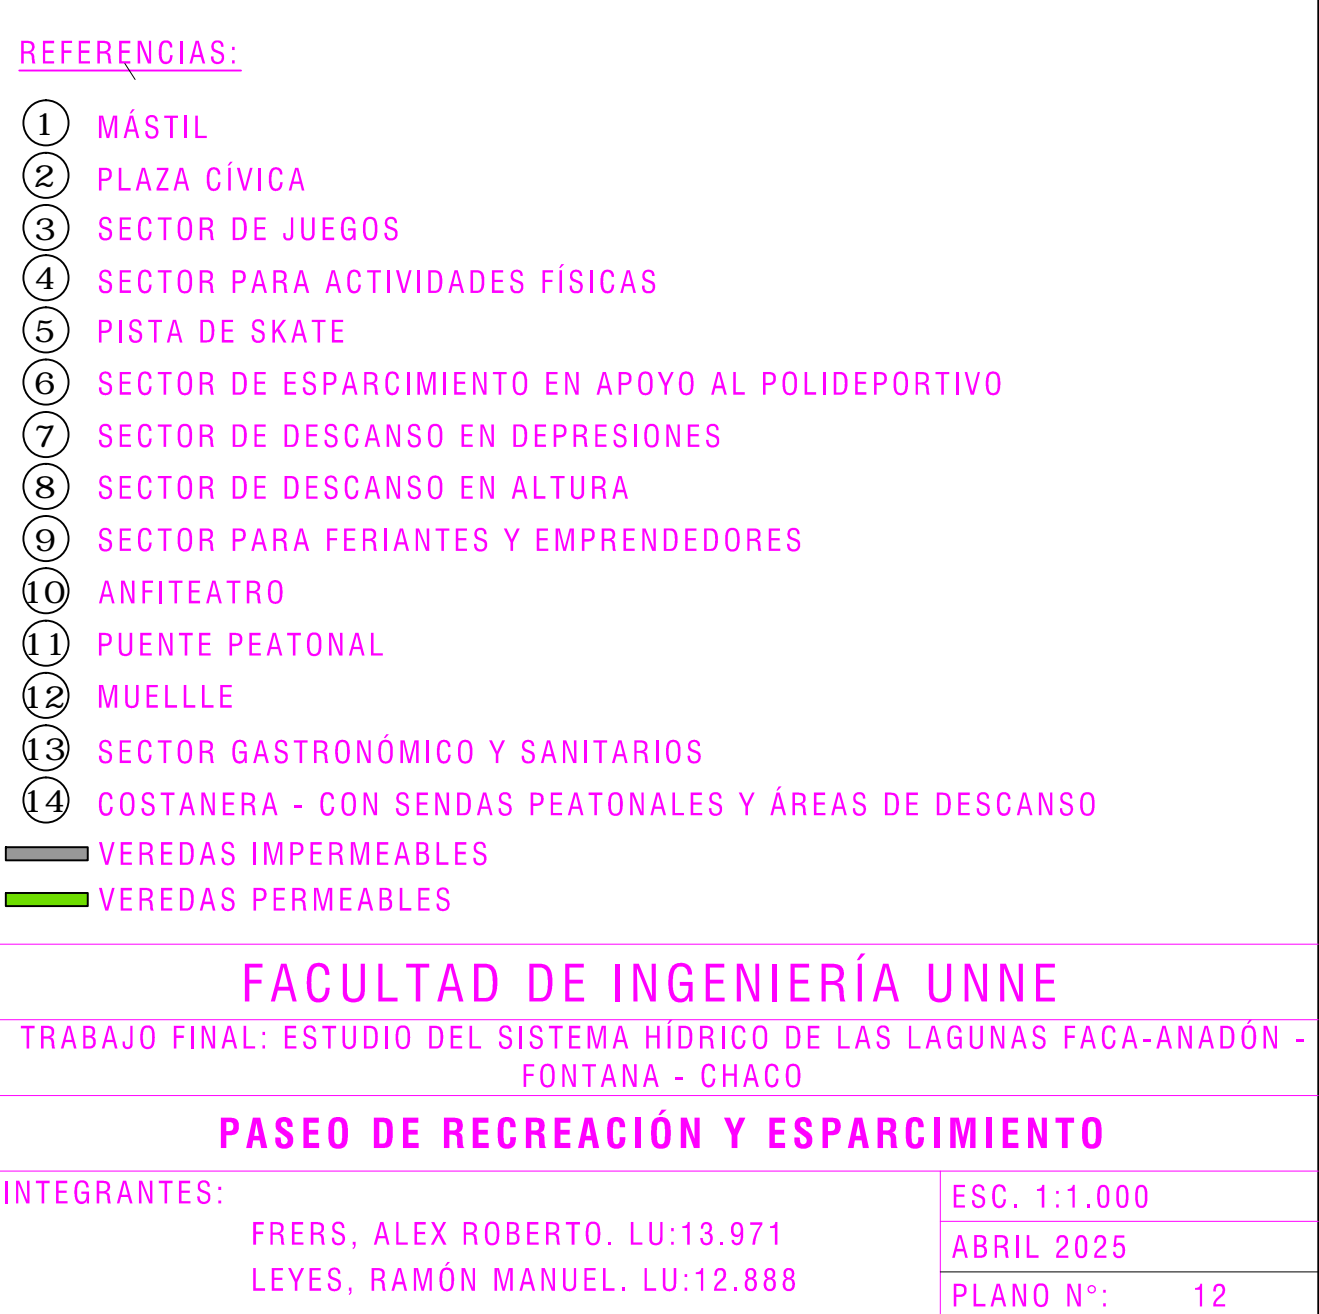 REFERENCIAS:
1 MÁSTIL
2 PLAZA CÍVICA
3 SECTOR DE JUEGOS
4 SECTOR PARA ACTIVIDADES FÍSICAS
5 PISTA DE SKATE
6 SECTOR DE ESPARCIMIENTO EN APOYO AL POLIDEPORTIVO
7 SECTOR DE DESCANSO EN DEPRESIONES
8 SECTOR DE DESCANSO EN ALTURA
9 SECTOR PARA FERIANTES Y EMPRENDEDORES
10 ANFITEATRO
11 PUENTE PEATONAL
12 MUELLLE
13 SECTOR GASTRONÓMICO Y SANITARIOS
14 COSTANERA - CON SENDAS PEATONALES Y ÁREAS DE DESCANSO
VEREDAS IMPERMEABLES
VEREDAS PERMEABLES
FACULTAD DE INGENIERÍA UNNE
TRABAJO FINAL: ESTUDIO DEL SISTEMA HÍDRICO DE LAS LAGUNAS FACA-ANADÓN -
FONTANA - CHACO
PASEO DE RECREACIÓN Y ESPARCIMIENTO
INTEGRANTES:
FRERS, ALEX ROBERTO. LU:13.971
LEYES, RAMÓN MANUEL. LU:12.888
ESC. 1:1.000
ABRIL 2025
PLANO N°: 12